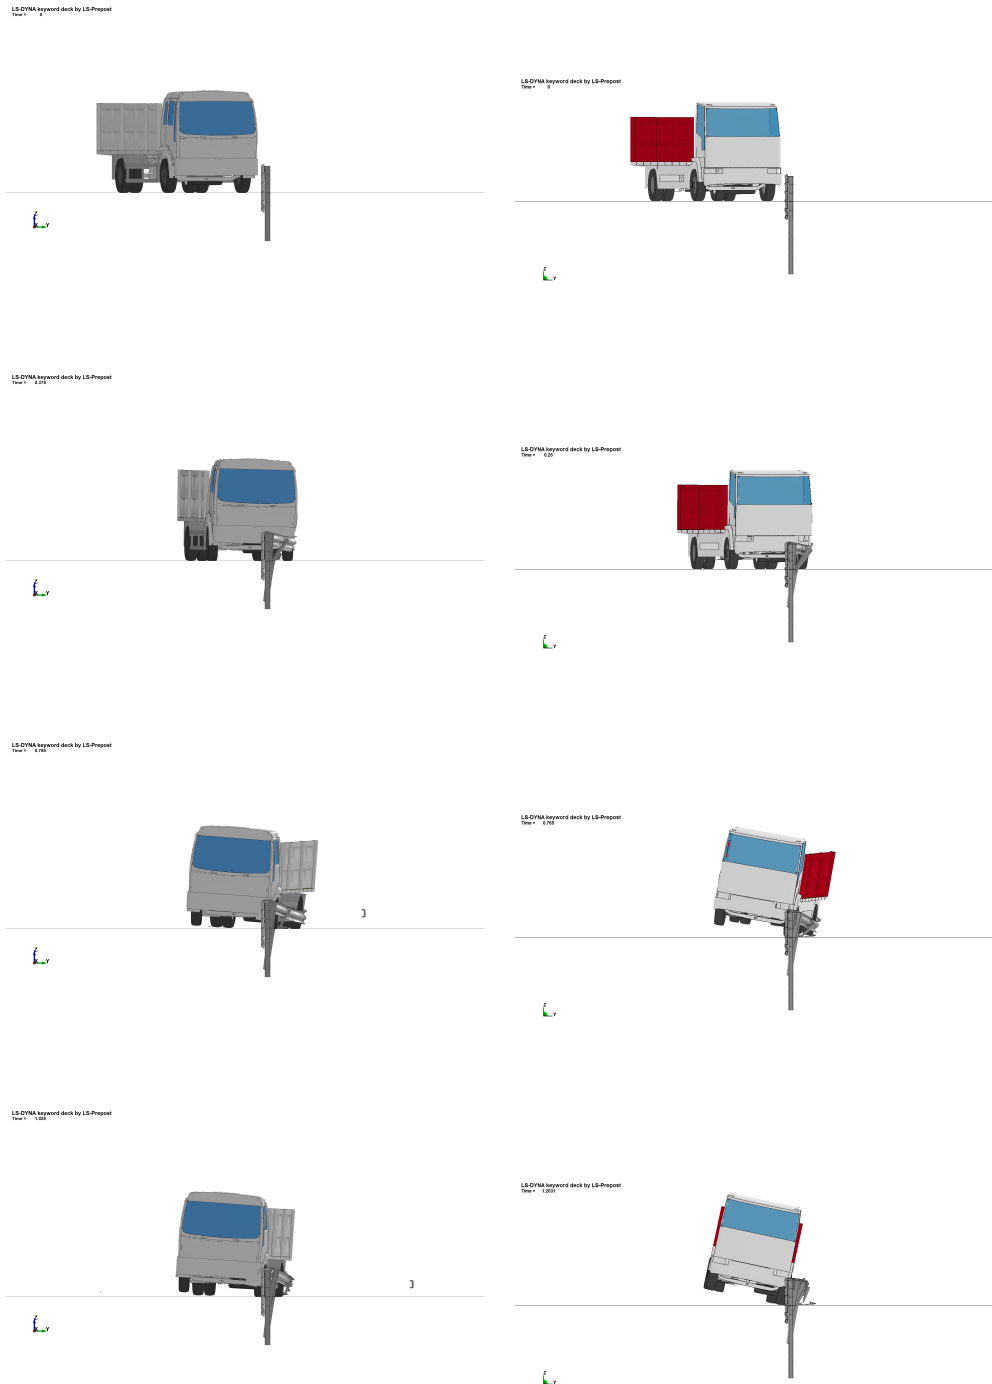 LS-DYNA keyword deck by LS-Prepost
Time = 0
Z
X Y
LS-DYNA keyword deck by LS-Prepost
Time = 0
Z
Y
LS-DYNA keyword deck by LS-Prepost
Time = 0.375
Z
X Y
LS-DYNA keyword deck by LS-Prepost
Time = 0.25
Z
Y
LS-DYNA keyword deck by LS-Prepost
Time = 0.765
Z
X Y
LS-DYNA keyword deck by LS-Prepost
Time = 0.765
Z
Y
LS-DYNA keyword deck by LS-Prepost
Time = 1.025
Z
X Y
LS-DYNA keyword deck by LS-Prepost
Time = 1.2031
Z
Y